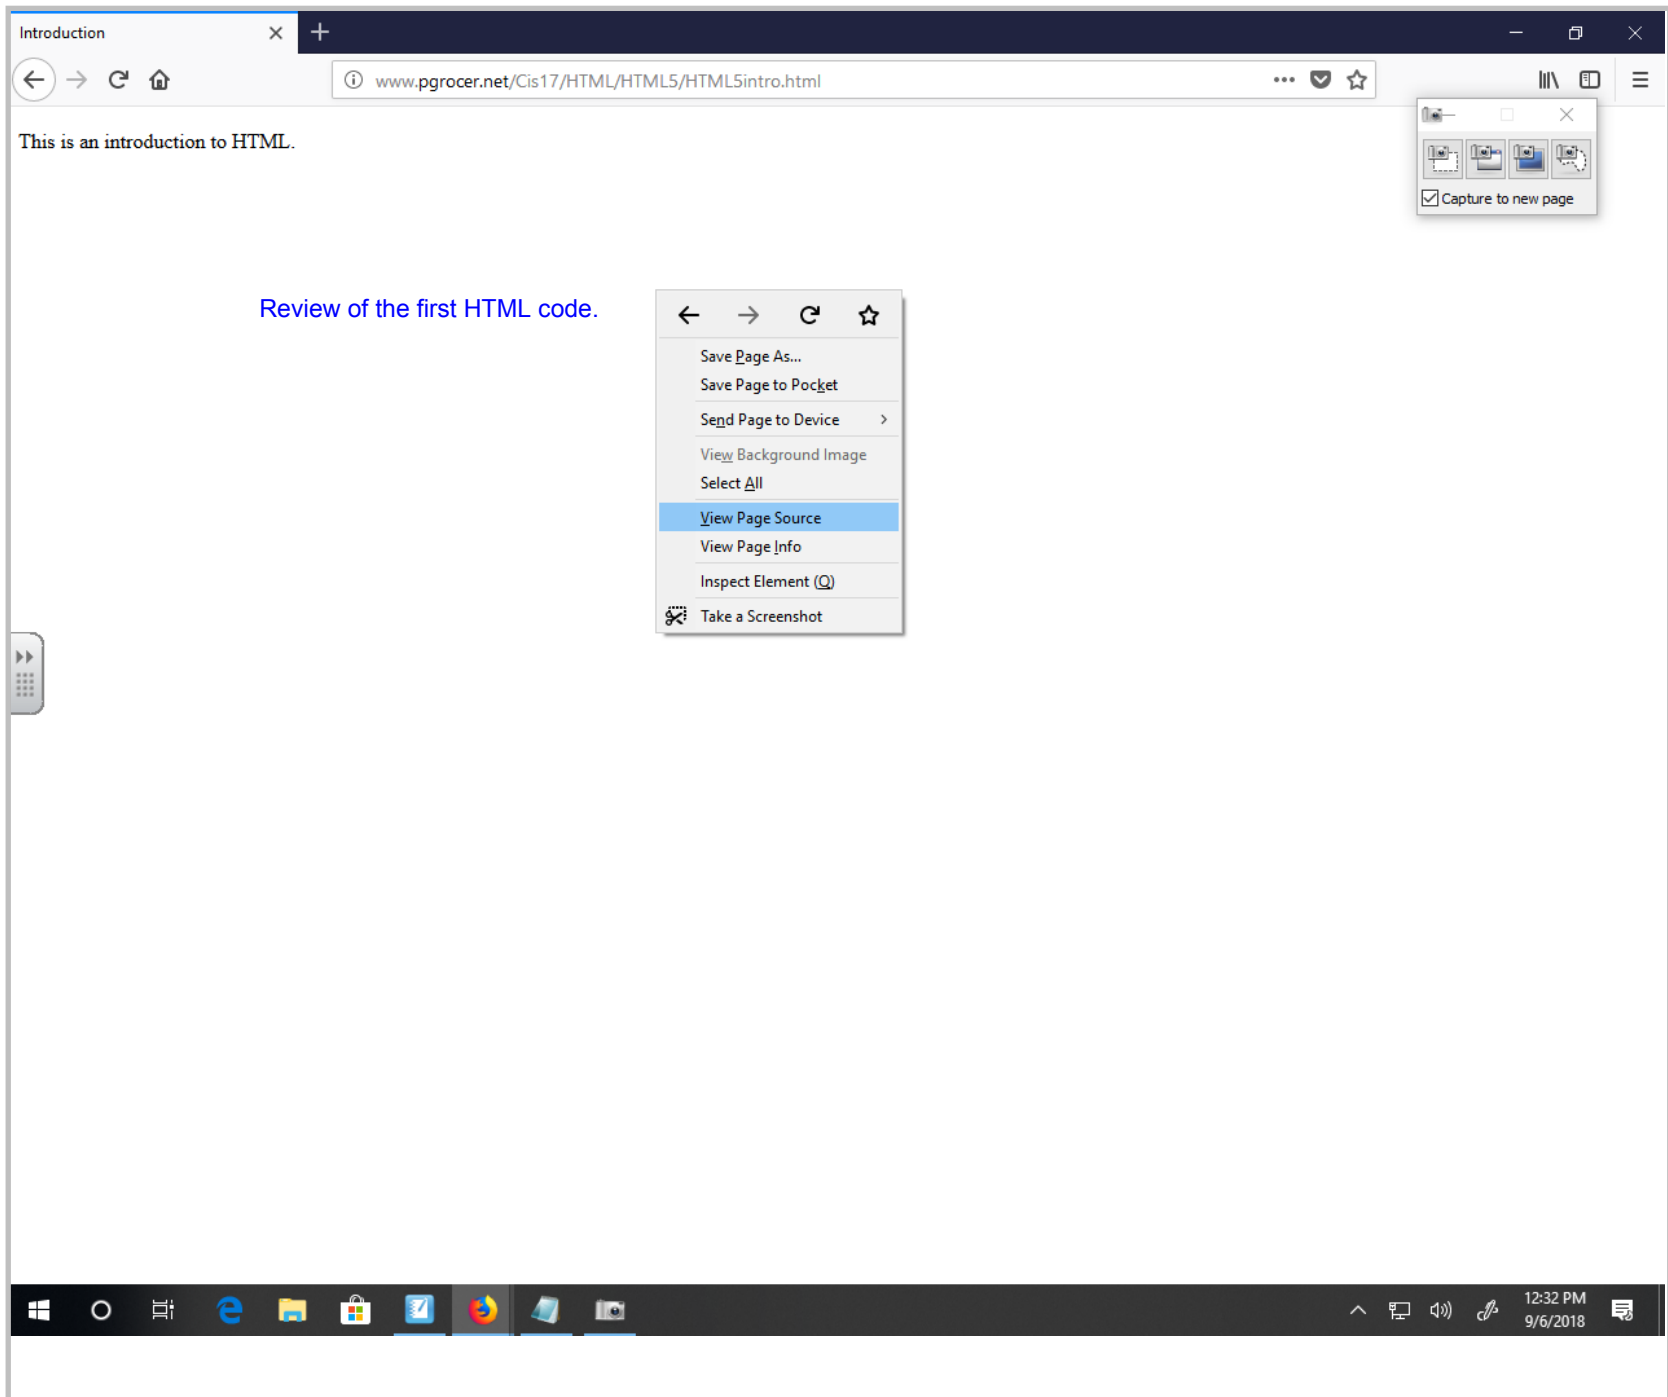 Introduction
www.pgrocer.net/Cis17/HTML/HTML5/HTML5intro.html
This is an introduction to HTML.
Capture to new page
Review of the first HTML code.
Save Page As...
Save Page to Pocket
Send Page to Device
View Background Image
Select All
View Page Source
View Page Info
Inspect Element (Q)
Take a Screenshot
12:32 PM
9/6/2018